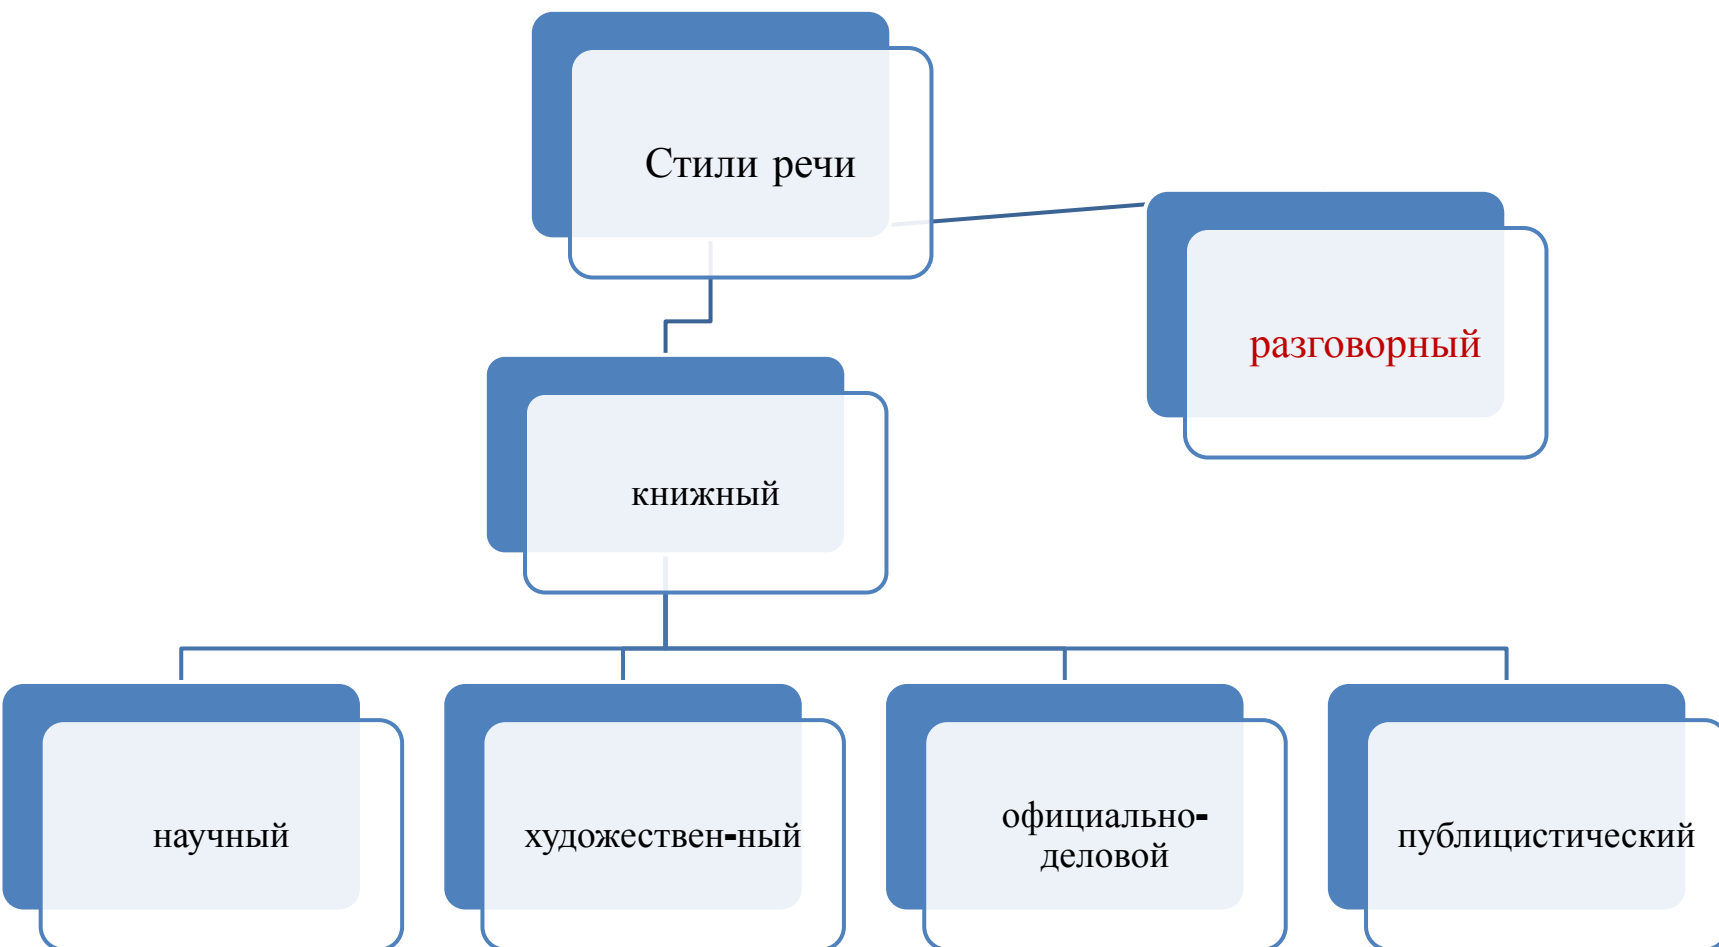 Стили речи
разговорный
книжный
научный
художествен-ный
официально-
деловой
публицистический